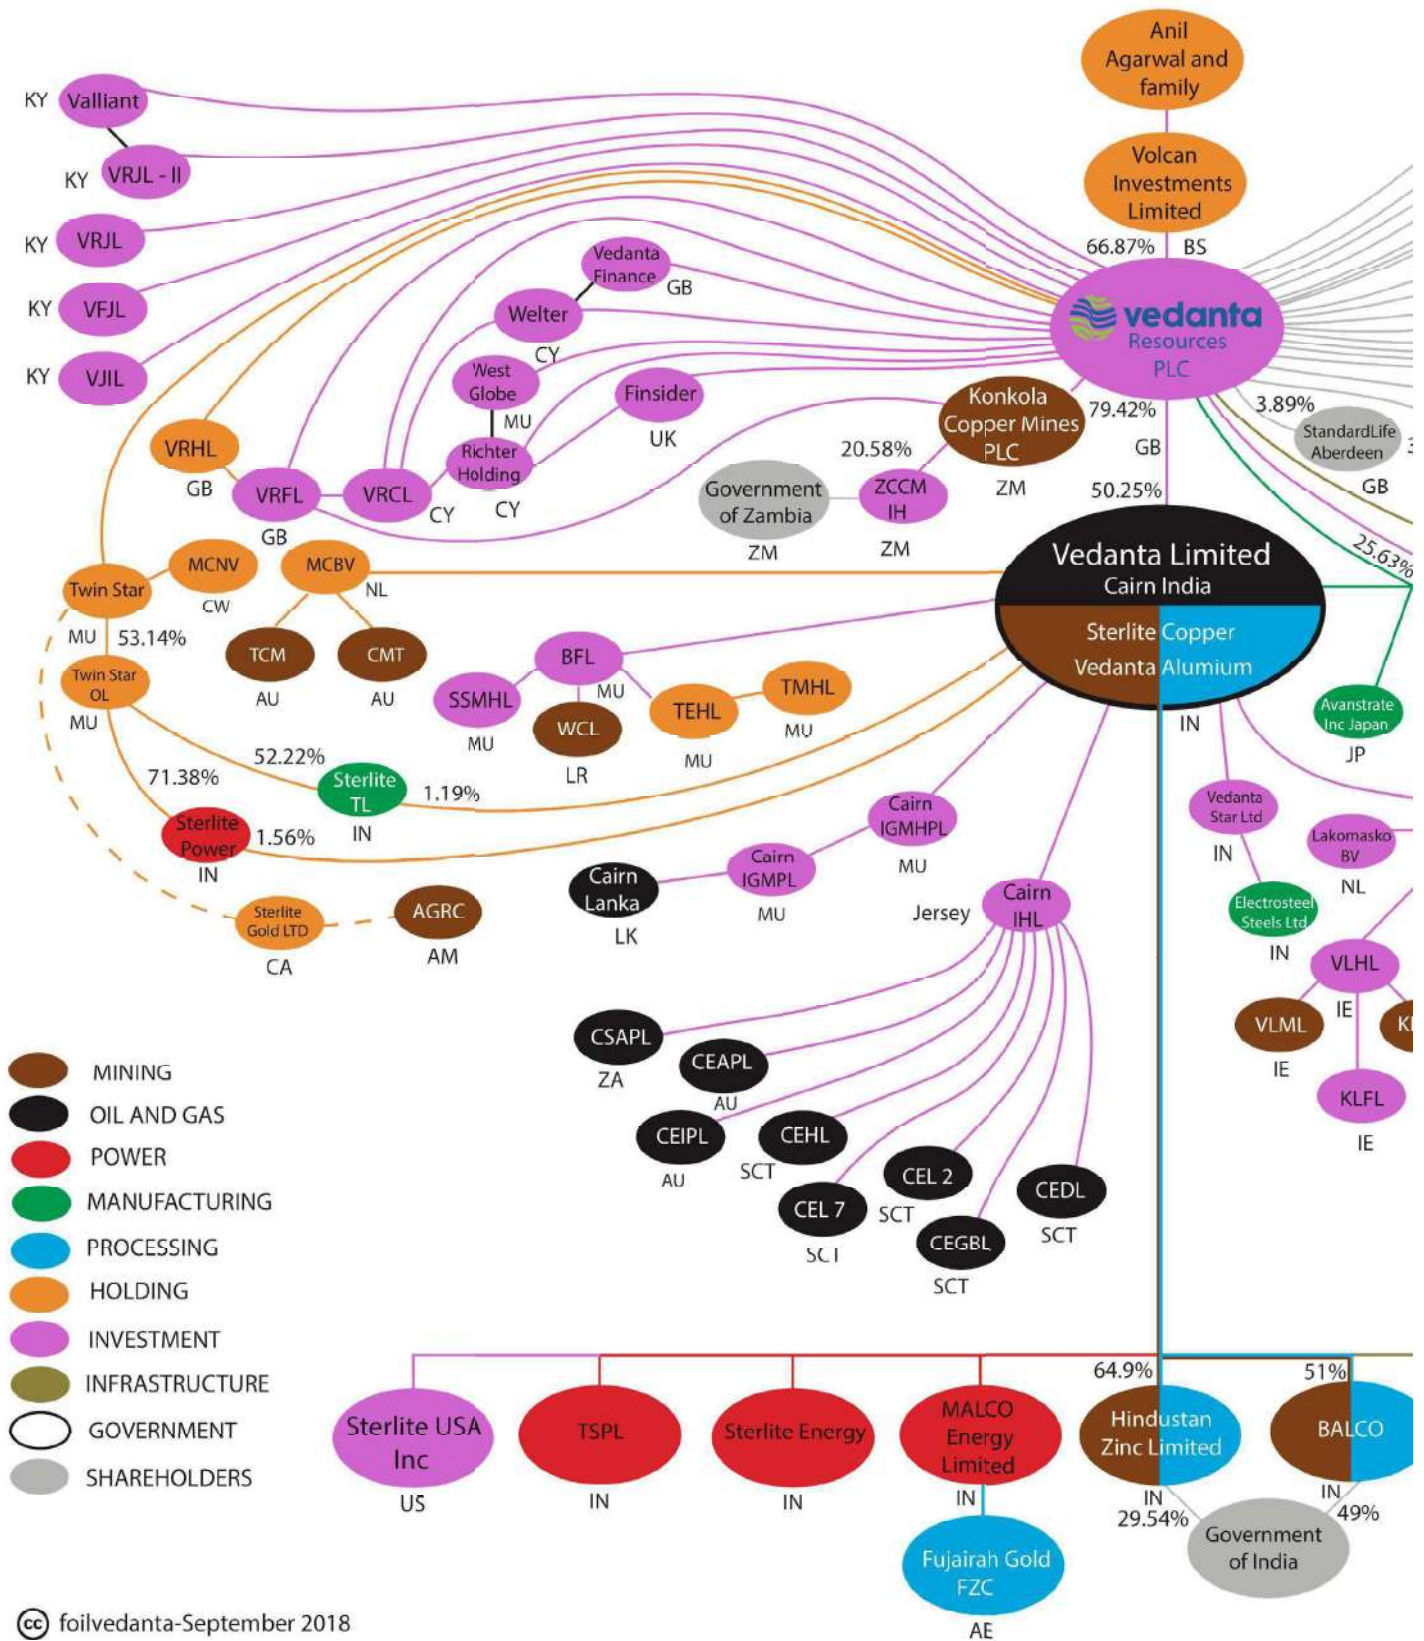 Anil
Agarwal and
family
KY
Valliant
KY
VRJL - II
Volcan
Investments
Limited
66.87%
BS
KY
VRJL
KY
VFJL
KY
VJIL
Vedanta
Finance
GB
Welter
CY
West
Globe
MU
Finsider
UK
Richter
Holding
CY
vedanta
Resources
PLC
Konkola
Copper Mines
PLC
ZM
79.42%
GB
50.25%
3.89%
StandardLife
Aberdeen
GB
25.63%
20.58%
Government
of Zambia
ZM
ZCCM
IH
ZM
VRHL
GB
VRFL
GB
VRCL
CY
Twin Star
MU
53.14%
MCNV
CW
MCBV
NL
TCM
AU
CMT
AU
Vedanta Limited
Cairn India
Sterlite Copper
Vedanta Alumium
IN
Twin Star
OL
MU
BFL
MU
SSMHL
MU
WCL
LR
TEHL
MU
TMHL
MU
Avanstrate
Inc Japan
JP
52.22%
71.38%
Sterlite
TL
IN
1.19%
Sterlite
Power
IN
1.56%
Cairn
IGMHPL
MU
Cairn
IGMPL
MU
Cairn
Lanka
LK
Vedanta
Star Ltd
IN
Lakomasko
BV
NL
Electrosteel
Steels Ltd
IN
Sterlite
Gold LTD
CA
AGRC
AM
Jersey
Cairn
IHL
VLHL
IE
VLML
IE
KLFL
IE
CSAPL
ZA
CEAPL
AU
CEIPL
AU
CEHL
SCT
CEL 7
SCT
CEL 2
SCT
CEGBL
SCT
CEDL
SCT
MINING
OIL AND GAS
POWER
MANUFACTURING
PROCESSING
HOLDING
INVESTMENT
INFRASTRUCTURE
GOVERNMENT
SHAREHOLDERS
64.9%
51%
Sterlite USA
Inc
US
TSPL
IN
Sterlite Energy
IN
MALCO
Energy
Limited
IN
Hindustan
Zinc Limited
IN
29.54%
BALCO
IN
49%
Fujairah Gold
FZC
AE
Government
of India
cc foilvedanta-September 2018